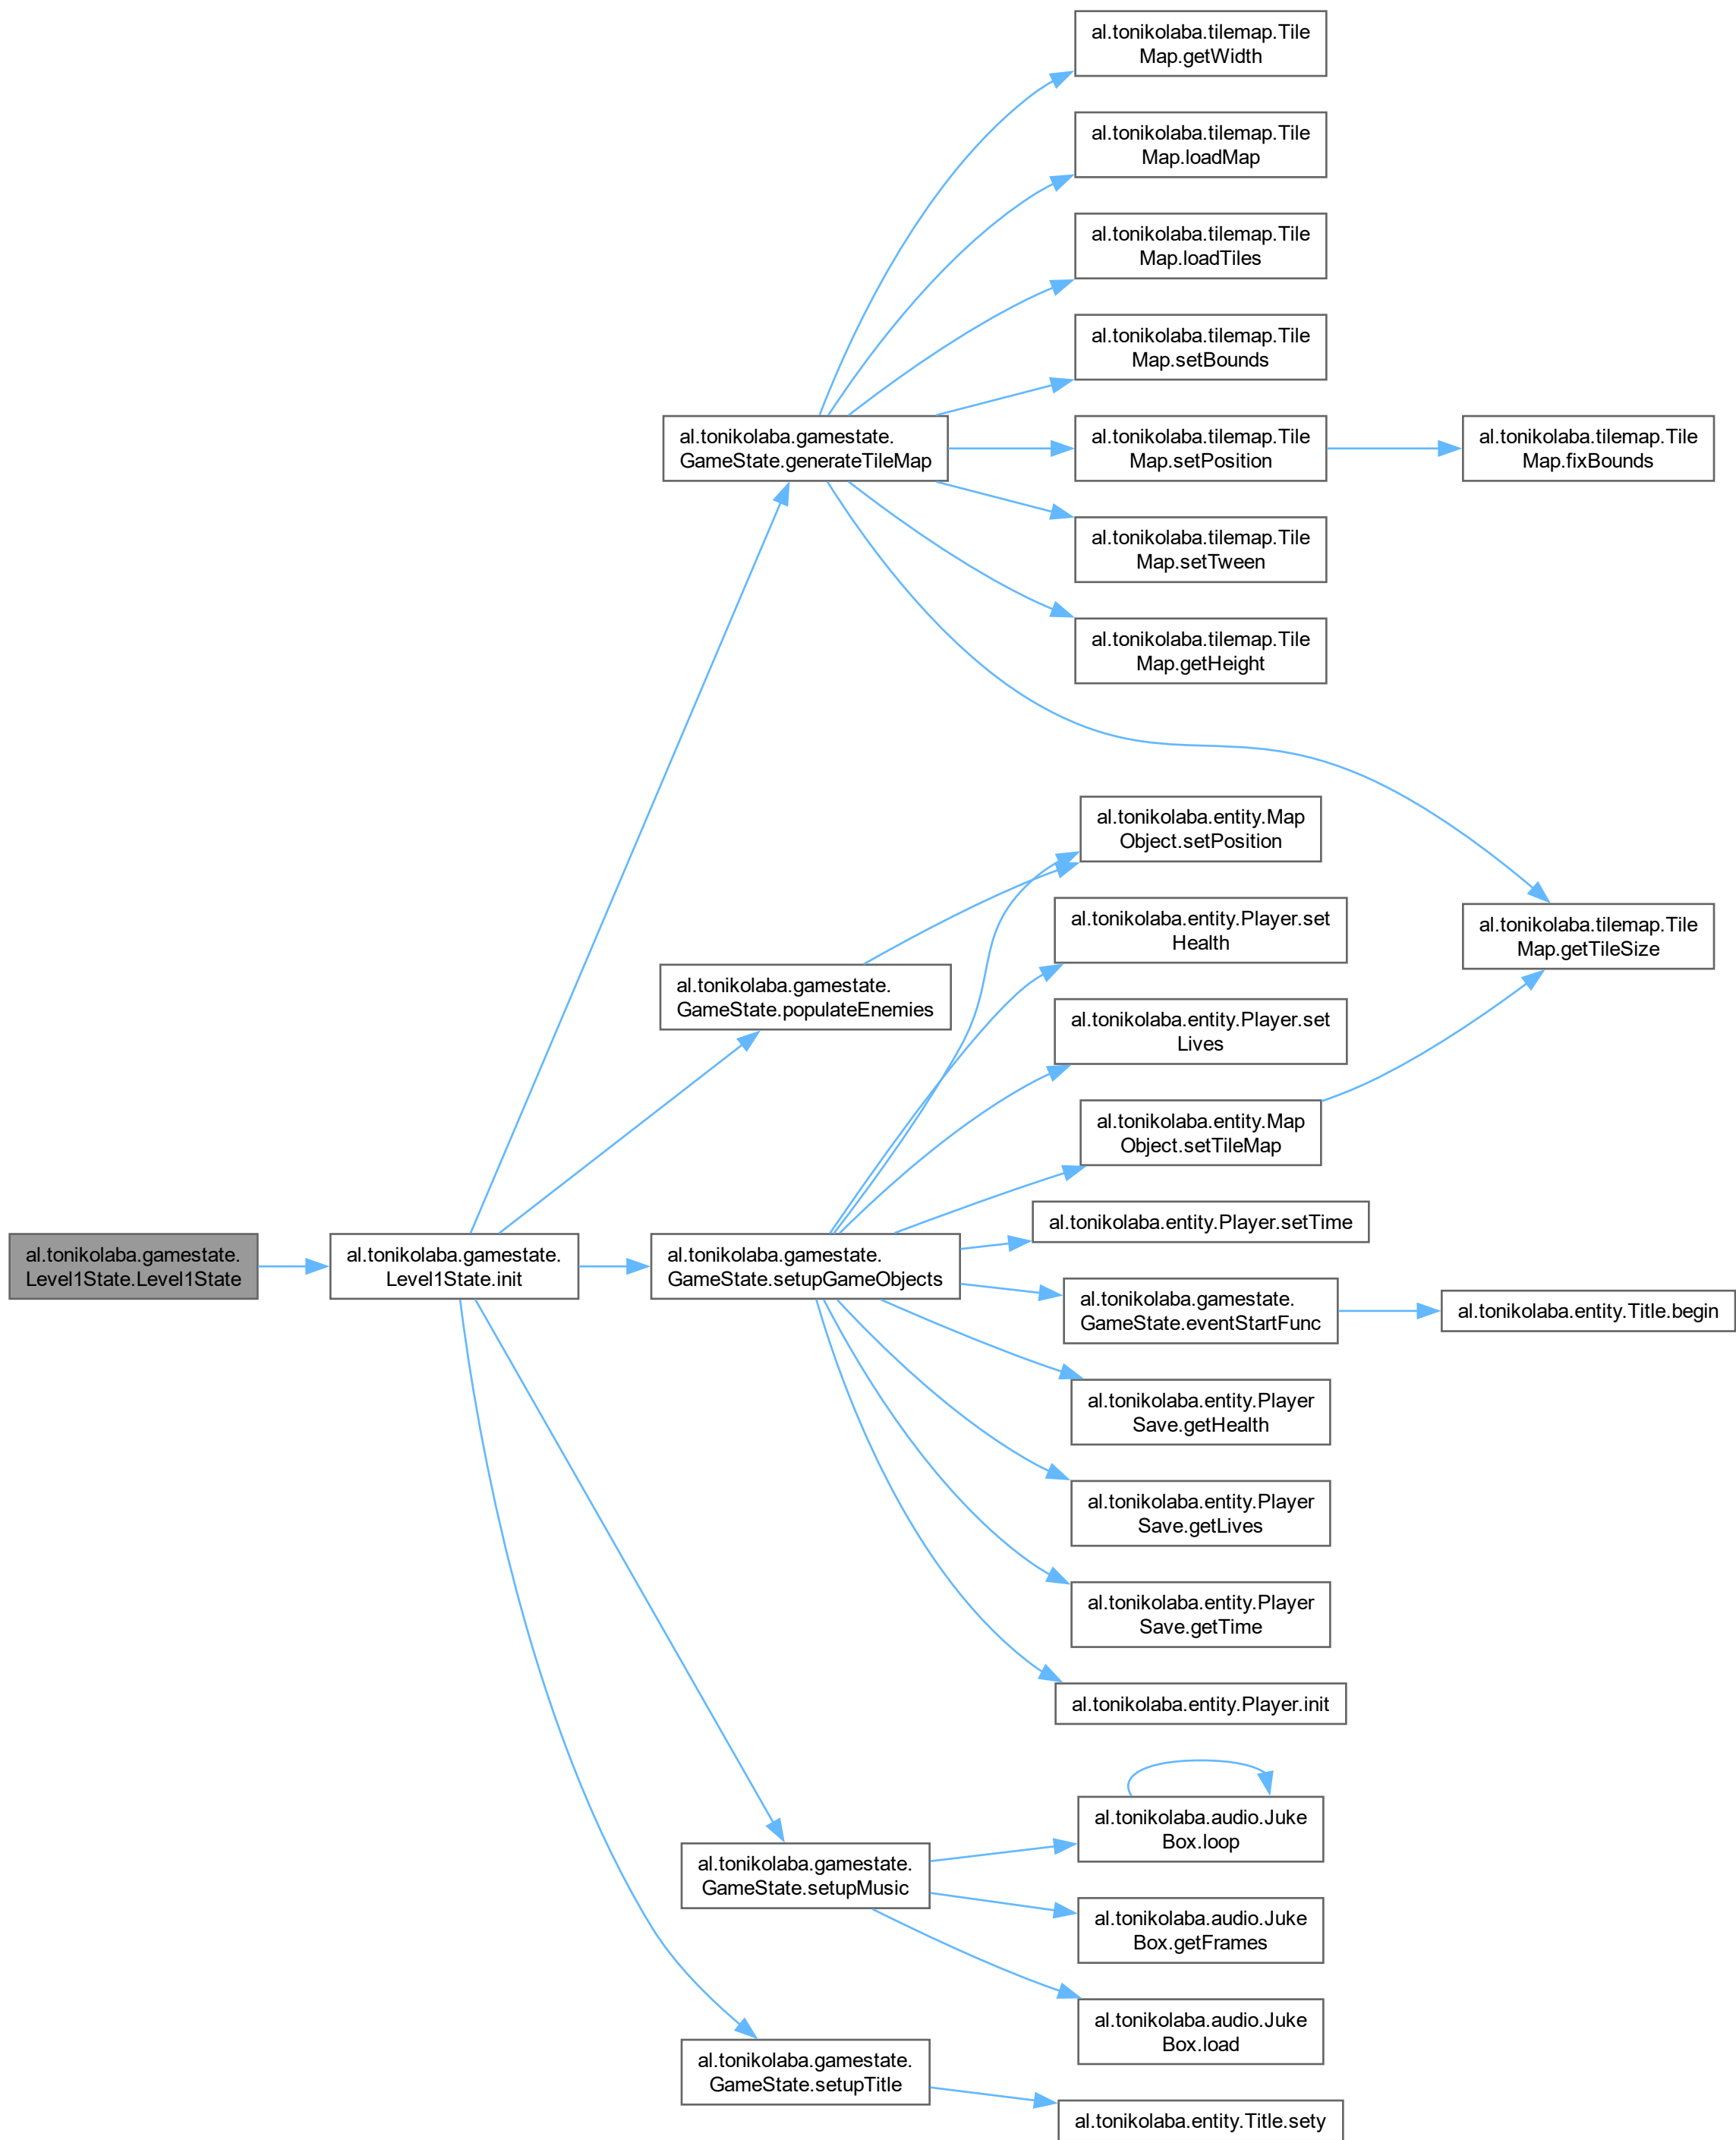 al.tonikolaba.gamestate.
Level1State.Level1State
al.tonikolaba.gamestate.
Level1State.init
al.tonikolaba.gamestate.
GameState.generateTileMap
al.tonikolaba.tilemap.Tile
Map.getWidth
al.tonikolaba.tilemap.Tile
Map.loadMap
al.tonikolaba.tilemap.Tile
Map.loadTiles
al.tonikolaba.tilemap.Tile
Map.setBounds
al.tonikolaba.tilemap.Tile
Map.setPosition
al.tonikolaba.tilemap.Tile
Map.fixBounds
al.tonikolaba.tilemap.Tile
Map.setTween
al.tonikolaba.tilemap.Tile
Map.getHeight
al.tonikolaba.tilemap.Tile
Map.getTileSize
al.tonikolaba.gamestate.
GameState.populateEnemies
al.tonikolaba.entity.Map
Object.setPosition
al.tonikolaba.gamestate.
GameState.setupGameObjects
al.tonikolaba.entity.Player.set
Health
al.tonikolaba.entity.Player.set
Lives
al.tonikolaba.entity.Map
Object.setTileMap
al.tonikolaba.entity.Player.setTime
al.tonikolaba.gamestate.
GameState.eventStartFunc
al.tonikolaba.entity.Title.begin
al.tonikolaba.entity.Player
Save.getHealth
al.tonikolaba.entity.Player
Save.getLives
al.tonikolaba.entity.Player
Save.getTime
al.tonikolaba.entity.Player.init
al.tonikolaba.gamestate.
GameState.setupMusic
al.tonikolaba.audio.Juke
Box.loop
al.tonikolaba.audio.Juke
Box.getFrames
al.tonikolaba.audio.Juke
Box.load
al.tonikolaba.gamestate.
GameState.setupTitle
al.tonikolaba.entity.Title.sety